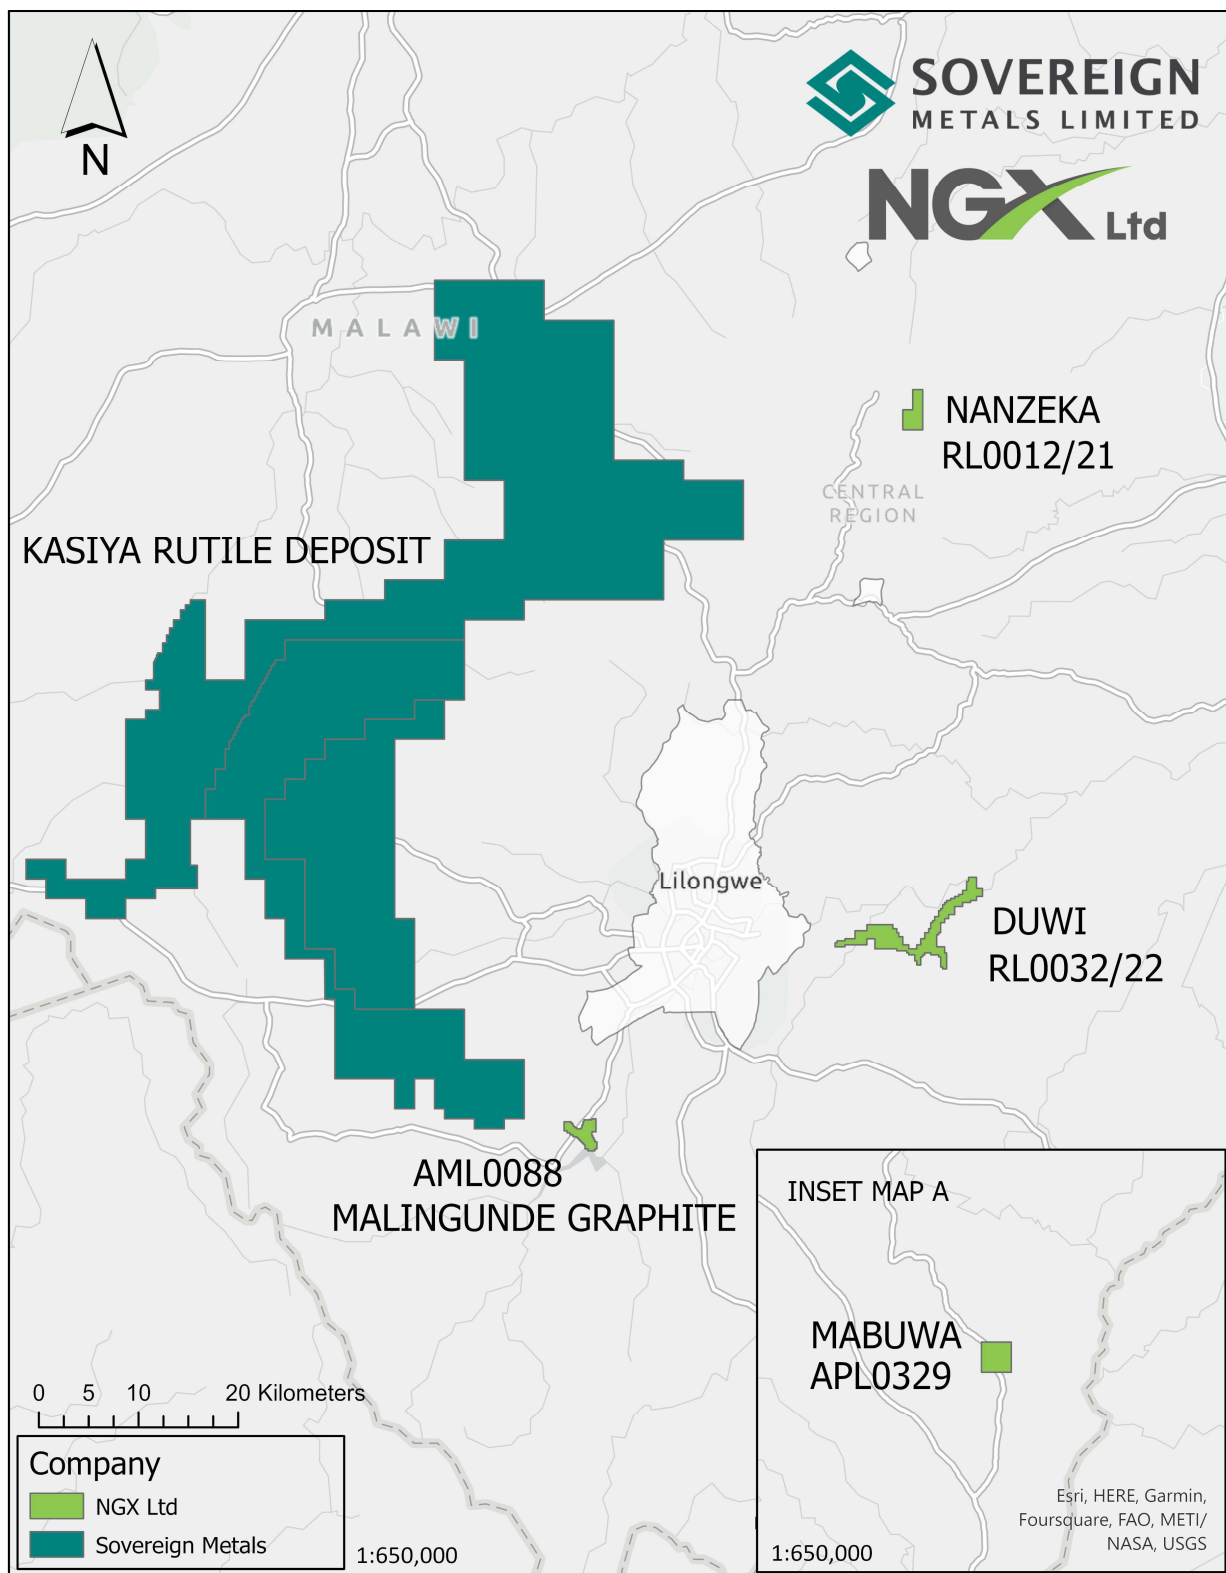 SOVEREIGN
METALS LIMITED
NGX Ltd
N
MALAWI
NANZEKA
RL0012/21
CENTRAL
REGION
KASIYA RUTILE DEPOSIT
Lilongwe
DUWI
RL0032/22
AML0088
MALINGUNDE GRAPHITE
INSET MAP A
MABUWA
APL0329
0 5 10 20 Kilometers
Company
NGX Ltd
Sovereign Metals
1:650,000
1:650,000
Esri, HERE, Garmin,
Foursquare, FAO, METI/
NASA, USGS